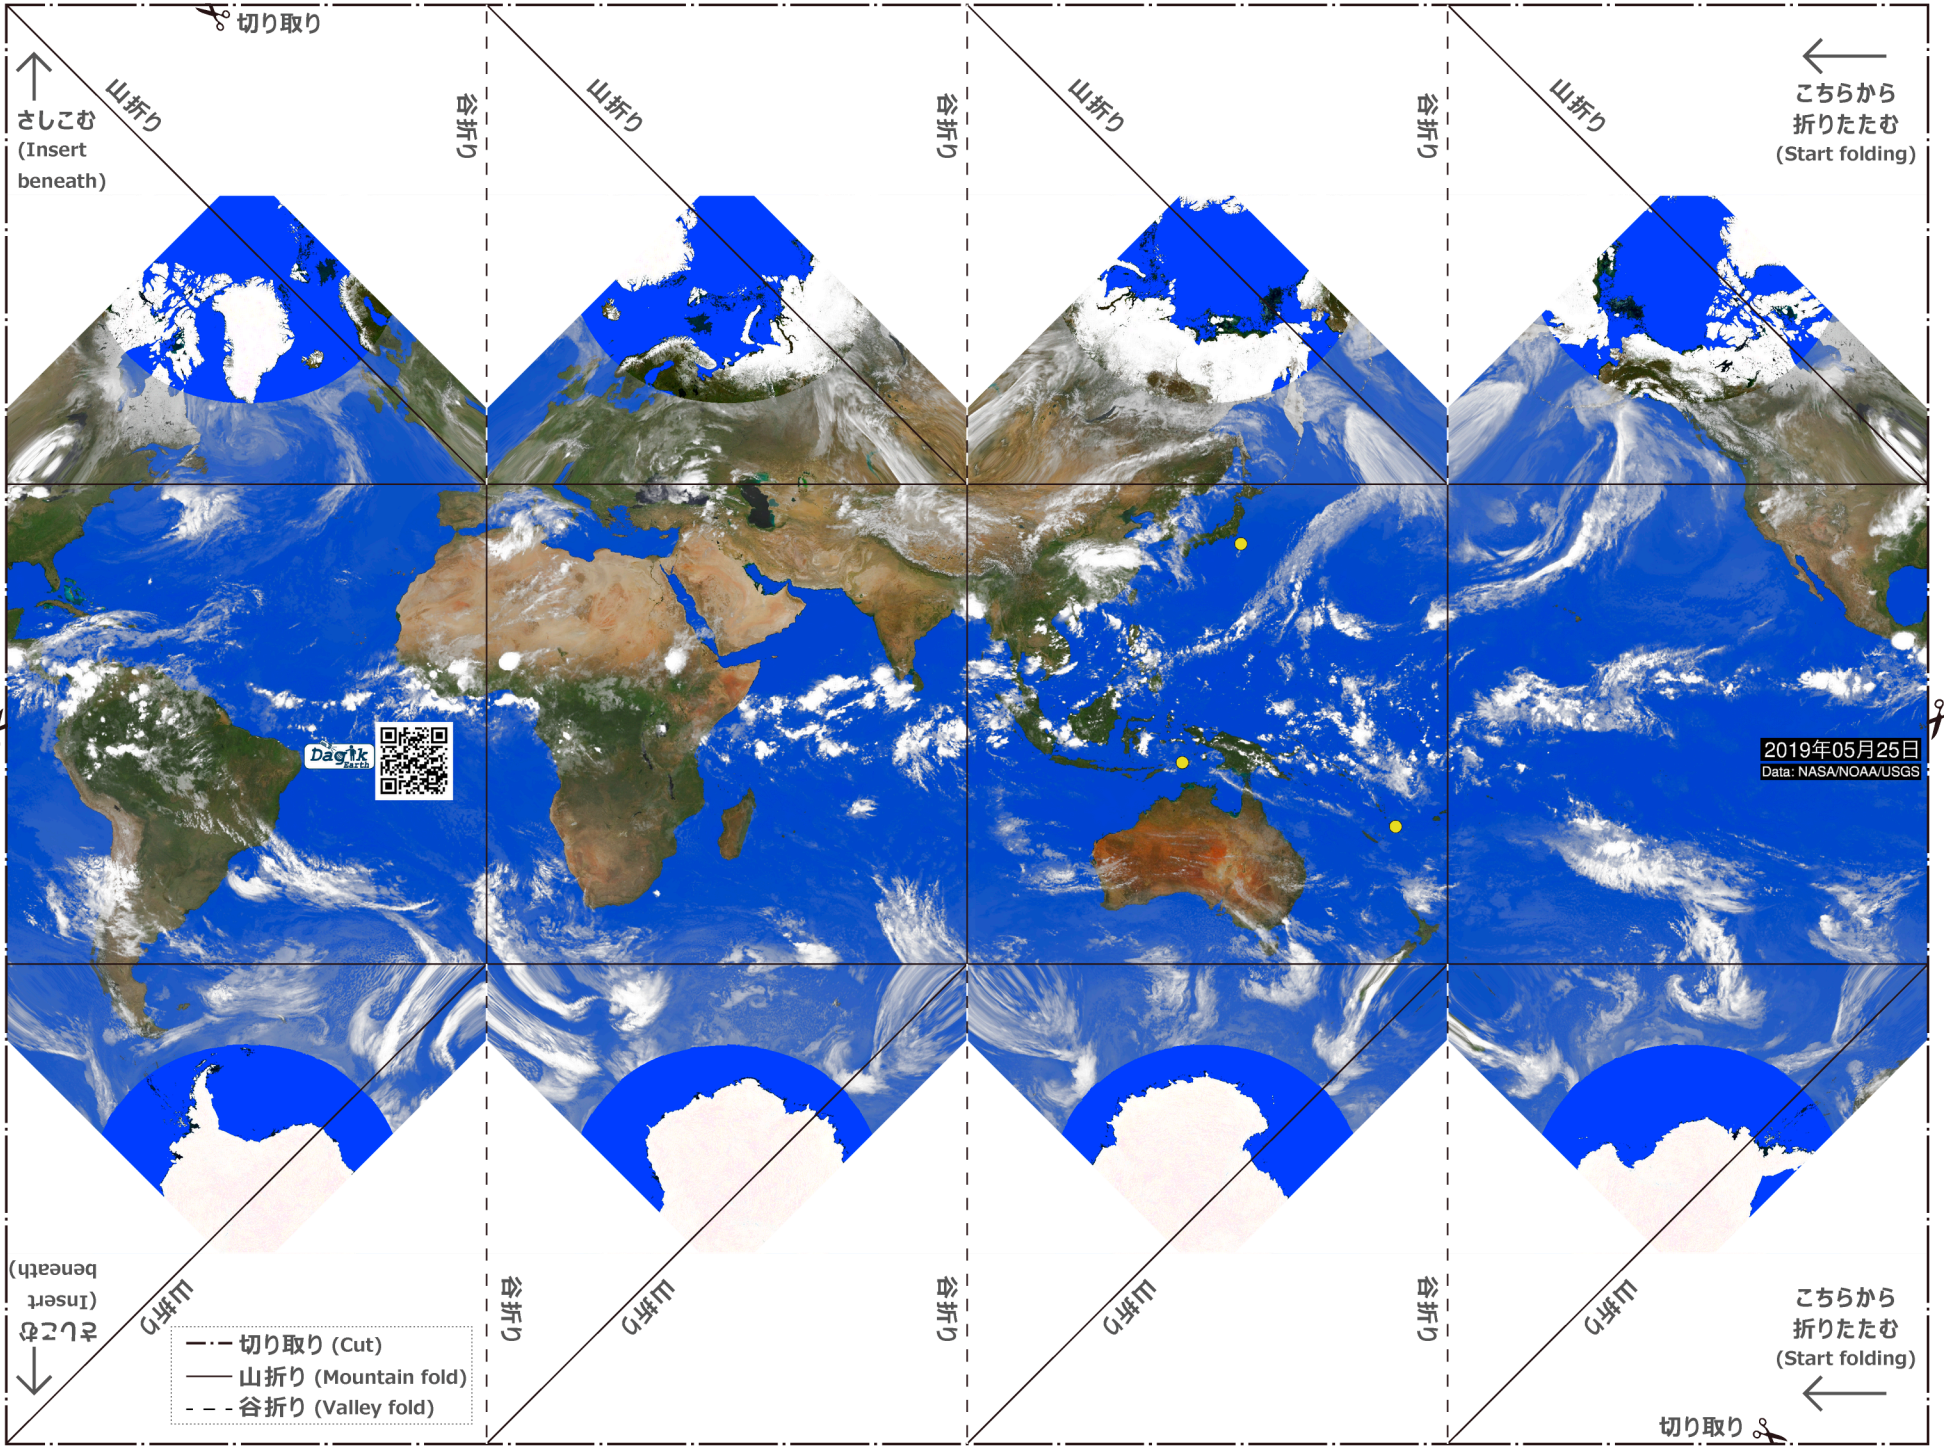 切り取り
山折り
谷折り
山折り
谷折り
山折り
谷折り
山折り
こちらから
折りたたむ
(Start folding)
さしこむ
(Insert
beneath)
Dagik
Earth
2019年05月25日
Data: NASA/NOAA/USGS
さしこむ
(Insert
beneath)
山折り
谷折り
山折り
谷折り
山折り
谷折り
山折り
こちらから
折りたたむ
(Start folding)
切り取り (Cut)
山折り (Mountain fold)
谷折り (Valley fold)
切り取り